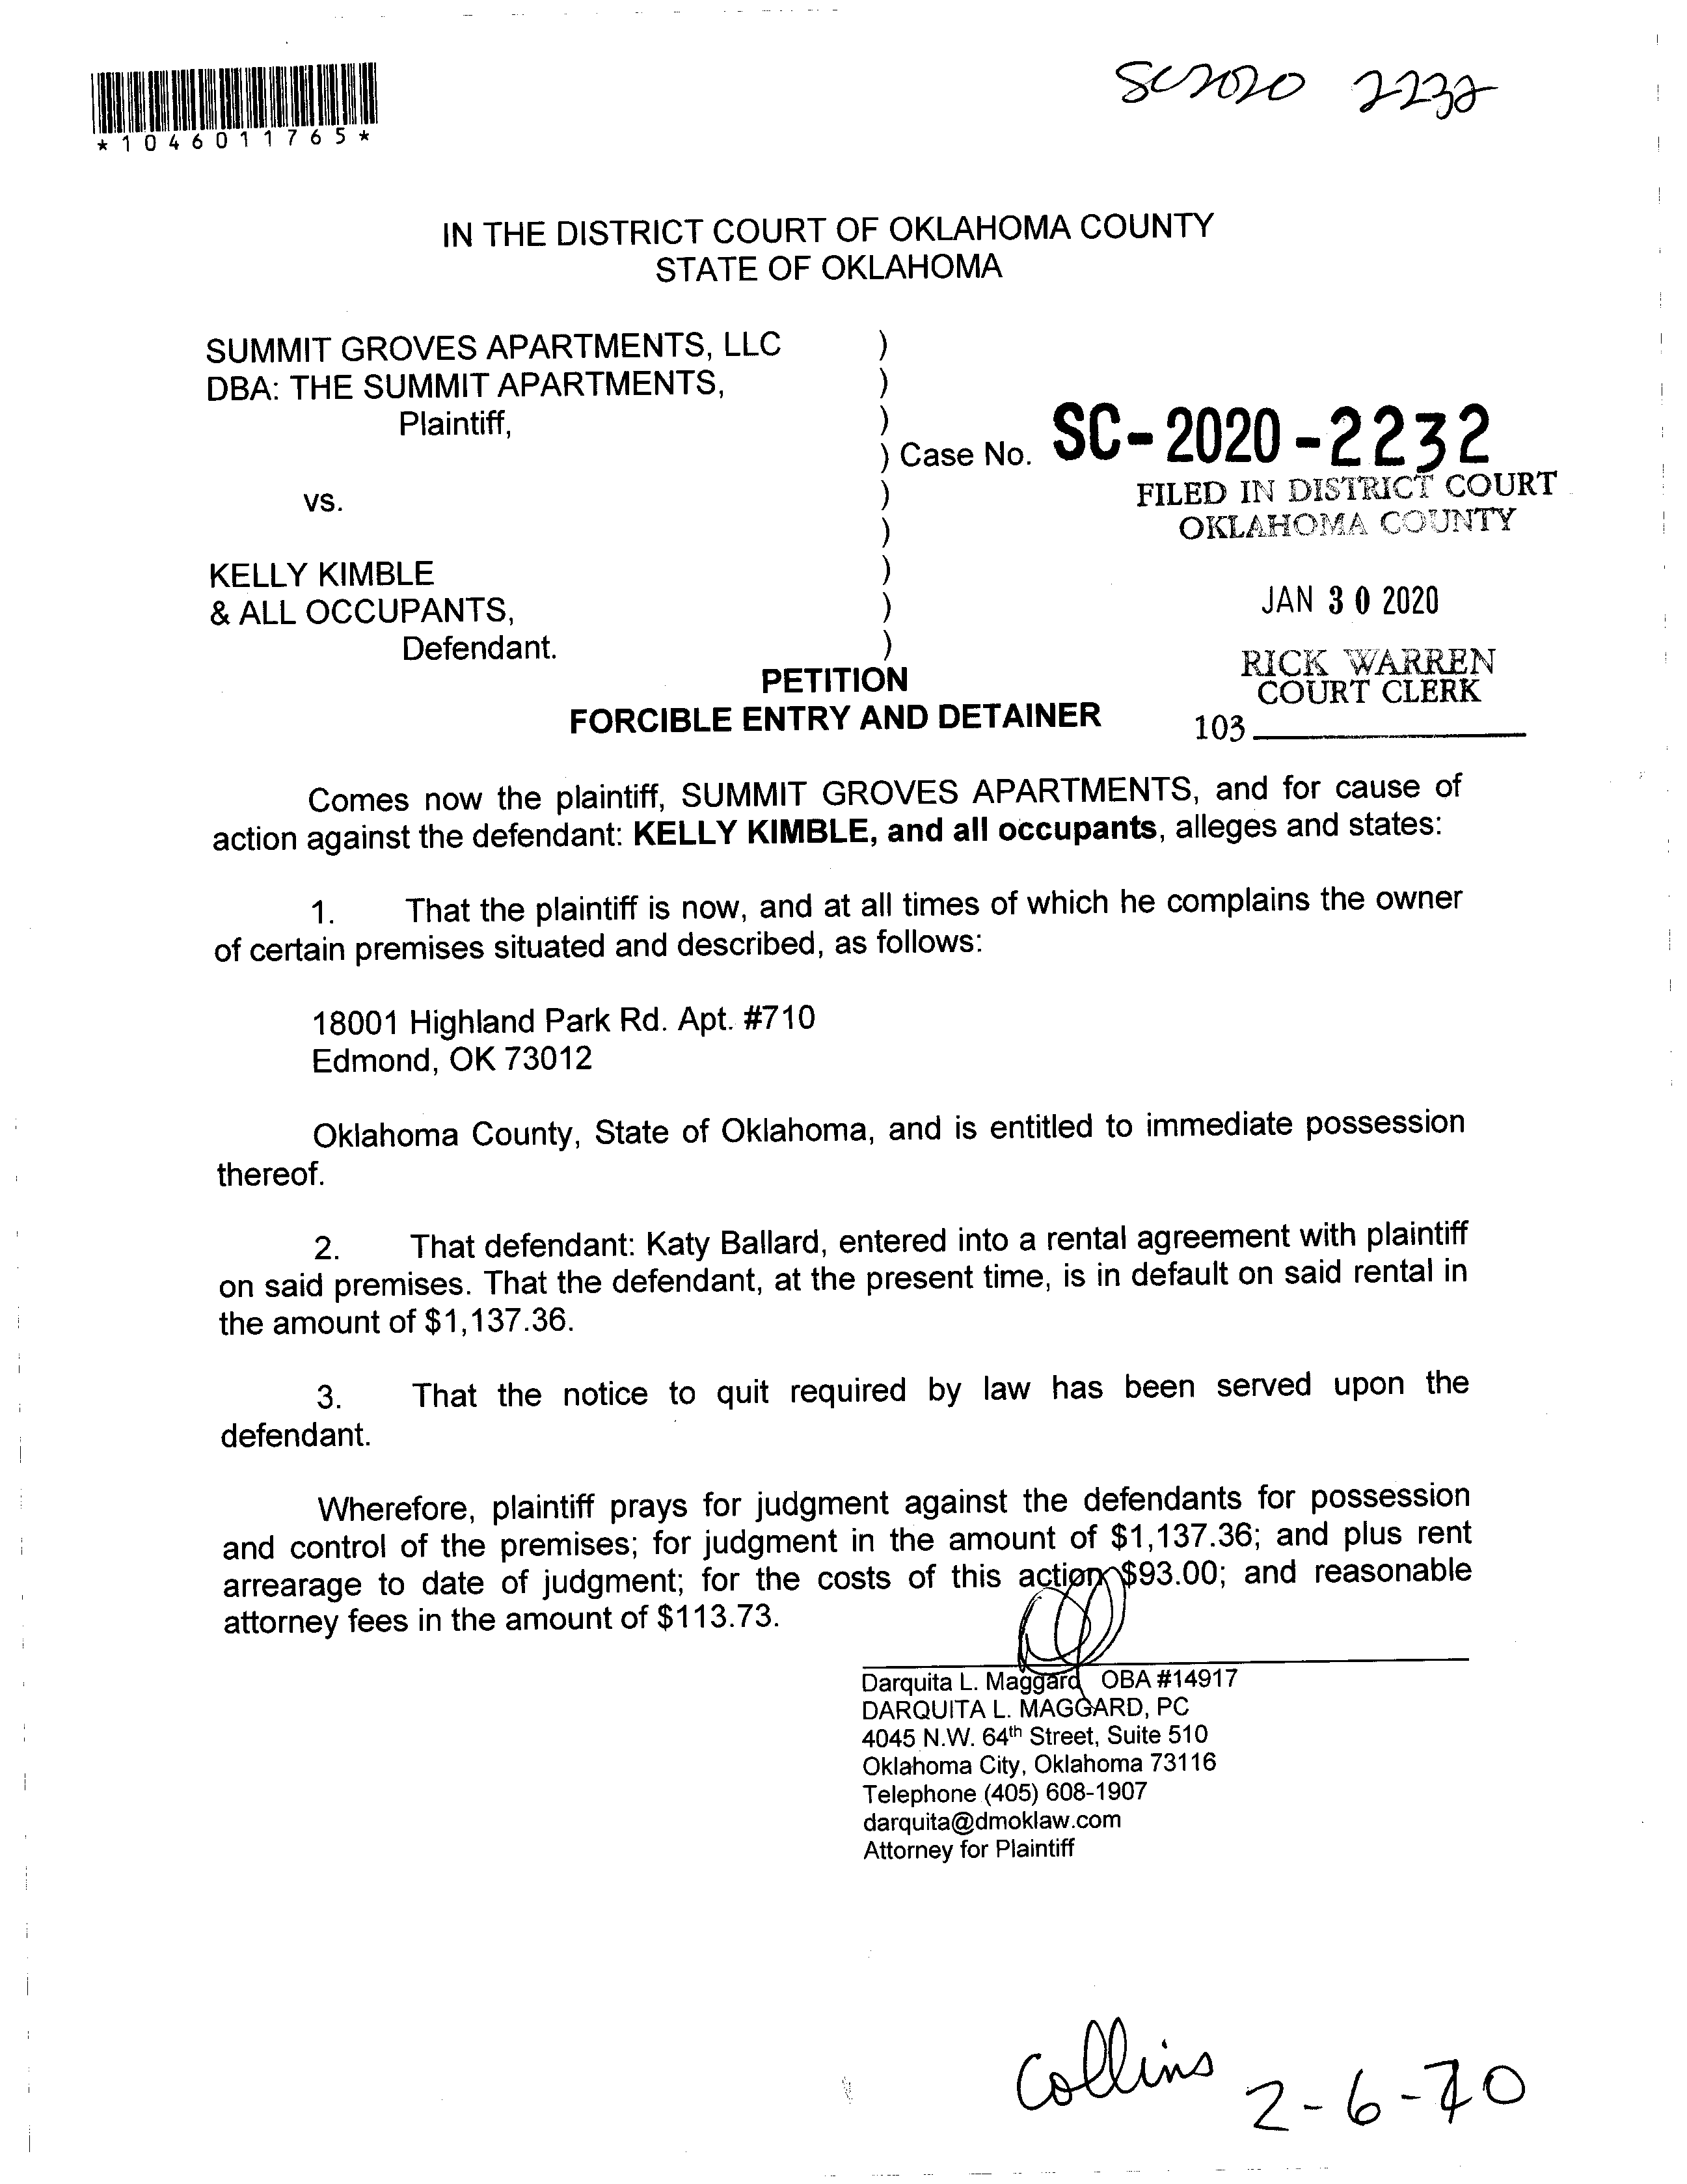 SC2020 2232
*1046011765*
IN THE DISTRICT COURT OF OKLAHOMA COUNTY
STATE OF OKLAHOMA
SUMMIT GROVES APARTMENTS, LLC )
DBA: THE SUMMIT APARTMENTS, )
Plaintiff, )
) Case No. SC-2020-2232
FILED IN DISTRICT COURT
vs. )
OKLAHOMA COUNTY
)
KELLY KIMBLE )
JAN 30 2020
& ALL OCCUPANTS, )
Defendant. )
RICK WARREN
PETITION
COURT CLERK
FORCIBLE ENTRY AND DETAINER
103
Comes now the plaintiff, SUMMIT GROVES APARTMENTS, and for cause of
action against the defendant: KELLY KIMBLE, and all occupants, alleges and states:
1. That the plaintiff is now, and at all times of which he complains the owner
of certain premises situated and described, as follows:
18001 Highland Park Rd. Apt. #710
Edmond, OK 73012
Oklahoma County, State of Oklahoma, and is entitled to immediate possession
thereof.
2. That defendant: Katy Ballard, entered into a rental agreement with plaintiff
on said premises. That the defendant, at the present time, is in default on said rental in
the amount of $1,137.36.
3. That the notice to quit required by law has been served upon the
defendant.
Wherefore, plaintiff prays for judgment against the defendants for possession
and control of the premises; for judgment in the amount of $1,137.36; and plus rent
arrearage to date of judgment; for the costs of this action $93.00; and reasonable
attorney fees in the amount of $113.73.
Darquita L. Maggard OBA #14917
DARQUITA L. MAGGARD, PC
4045 N.W. 64th Street, Suite 510
Oklahoma City, Oklahoma 73116
Telephone (405) 608-1907
darquita@dmoklaw.com
Attorney for Plaintiff
Collins 2-6-20